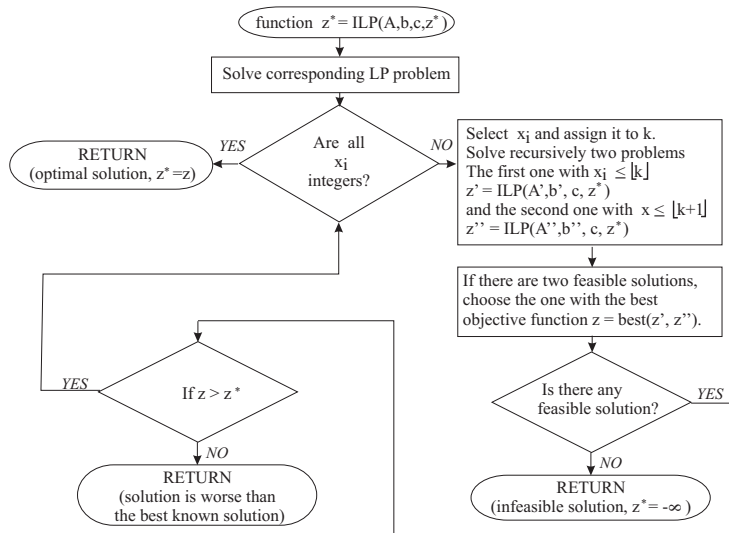 function z* = ILP(A,b,c,z*)
Solve corresponding LP problem
Are all
xi
integers?
YES
NO
RETURN
(optimal solution, z*=z)
Select xi and assign it to k.
Solve recursively two problems
The first one with xi ≤ ⌊k⌋
z’ = ILP(A’,b’, c, z*)
and the second one with x ≤ ⌊k+1⌋
z’’ = ILP(A’’,b’’, c, z*)
If there are two feasible solutions,
choose the one with the best
objective function z = best(z’, z’’).
Is there any
feasible solution?
YES
NO
RETURN
(infeasible solution, z*= -∞ )
If z > z*
YES
NO
RETURN
(solution is worse than
the best known solution)